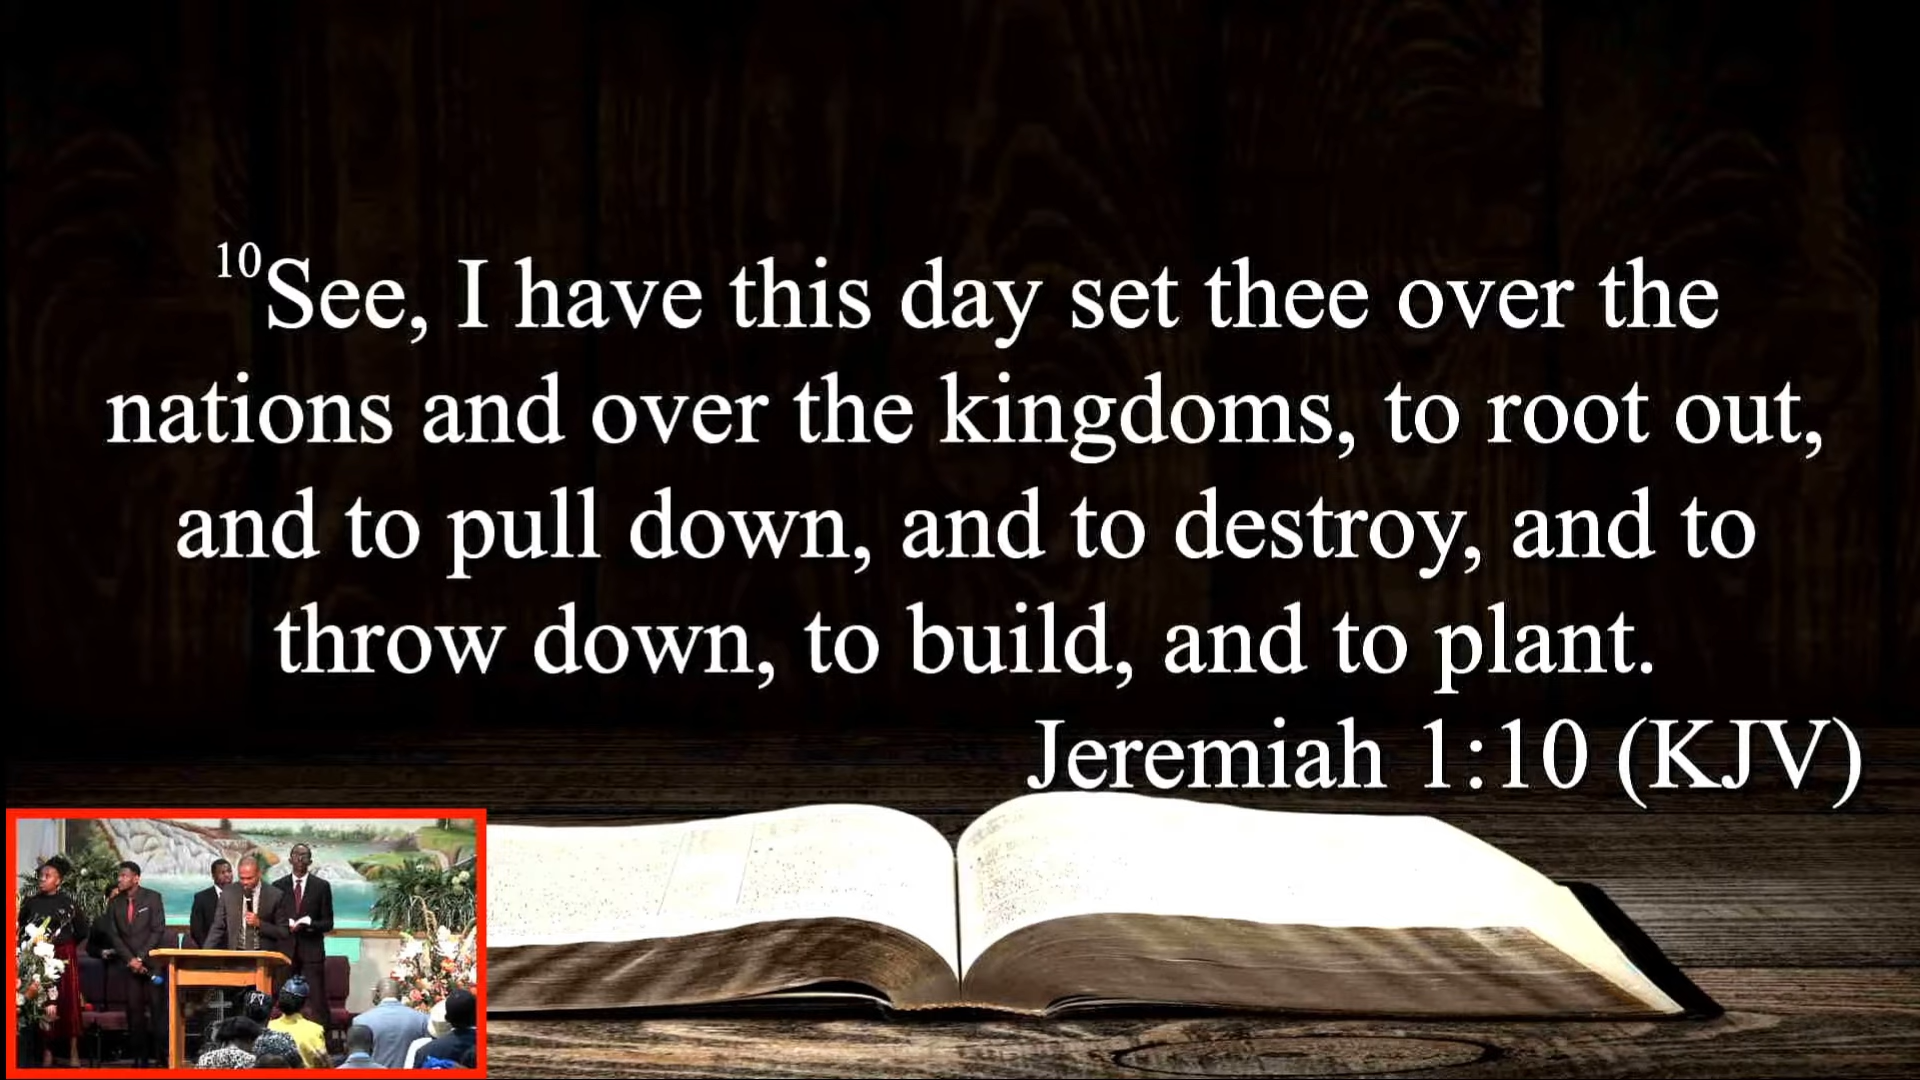 10See, I have this day set thee over the
nations and over the kingdoms, to root out,
and to pull down, and to destroy, and to
throw down, to build, and to plant.
Jeremiah 1:10 (KJV)